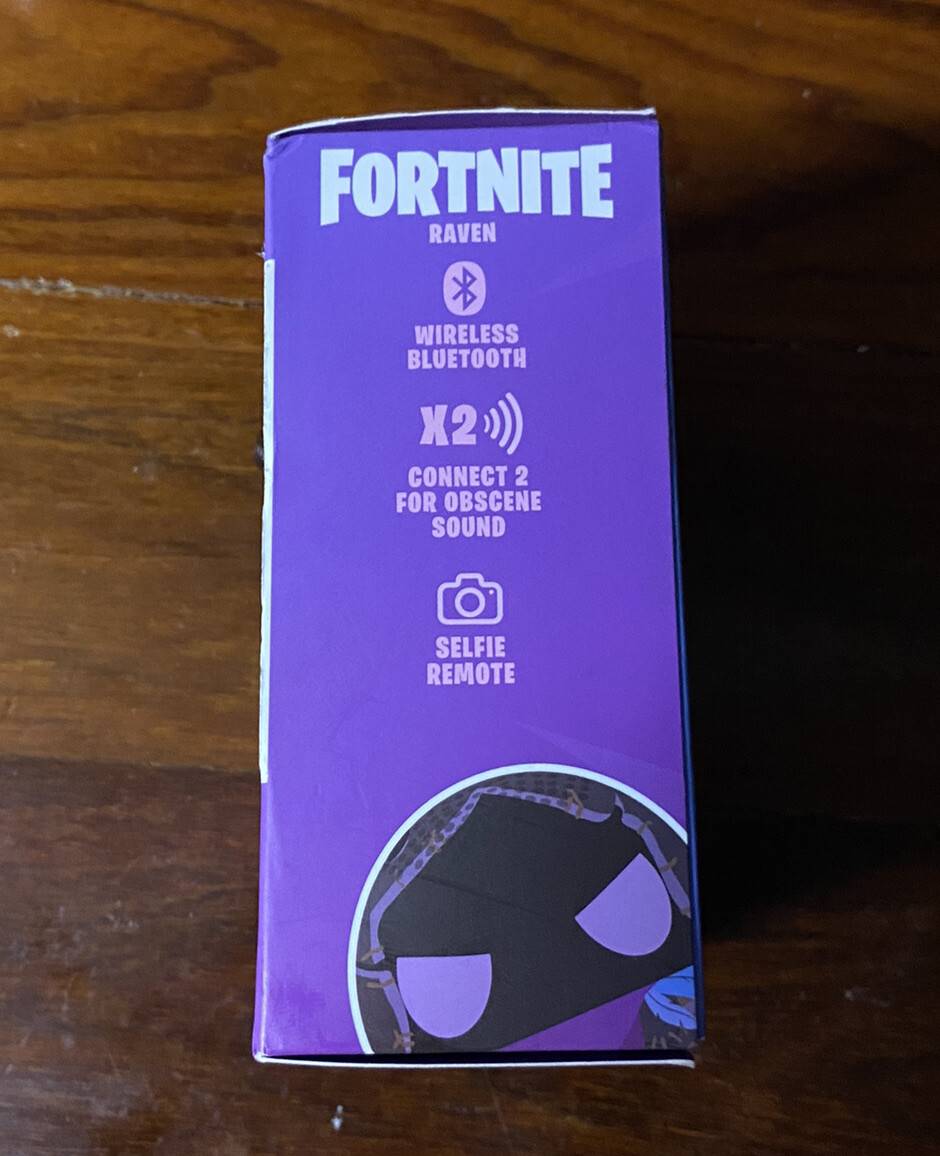 FORTNITE
RAVEN
WIRELESS
BLUETOOTH
X2
CONNECT 2
FOR OBSCENE
SOUND
SELFIE
REMOTE